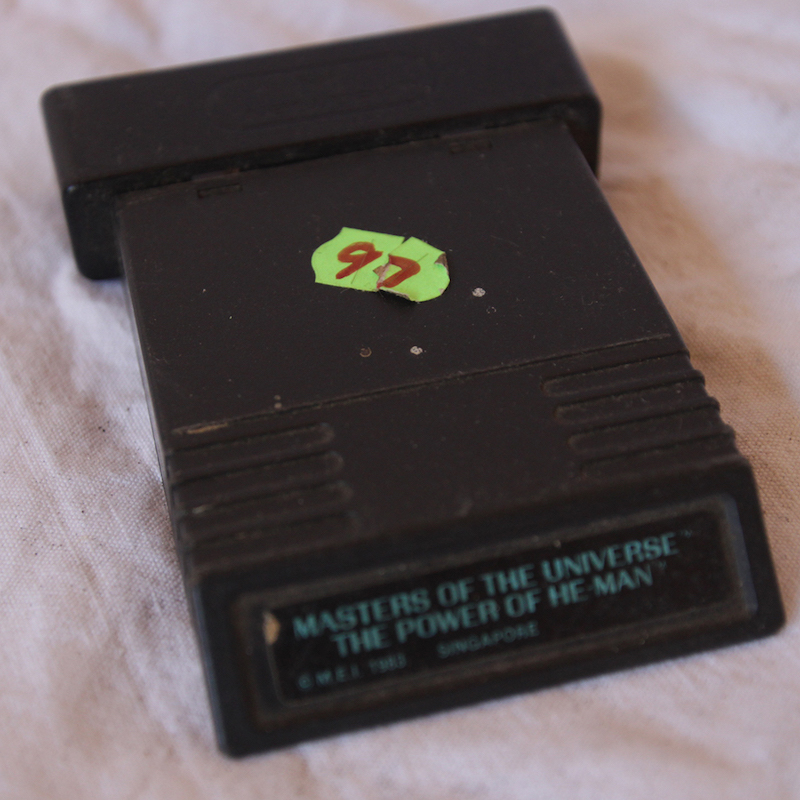 97
MASTERS OF THE UNIVERSE™
THE POWER OF HE-MAN™
© M.E.I. 1983 SINGAPORE